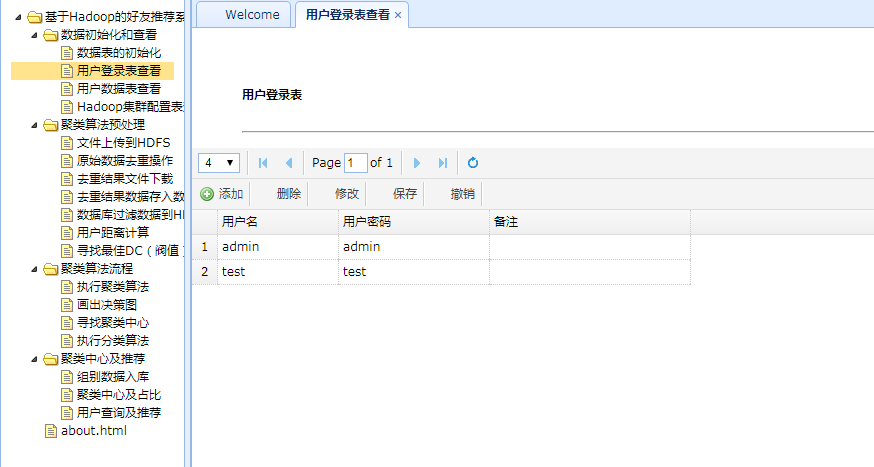 基于Hadoop的好友推荐系
数据初始化和查看
数据表的初始化
用户登录表查看
用户数据表查看
Hadoop集群配置表
聚类算法预处理
文件上传到HDFS
原始数据去重操作
去重结果文件下载
去重结果数据存入数
数据库过滤数据到H
用户距离计算
寻找最佳DC（阀值）
聚类算法流程
执行聚类算法
画出决策图
寻找聚类中心
执行分类算法
聚类中心及推荐
组别数据入库
聚类中心及占比
用户查询及推荐
about.html
Welcome 用户登录表查看
用户登录表
4 Page 1 of 1
添加 删除 修改 保存 撤销
用户名 用户密码 备注
1 admin admin
2 test test